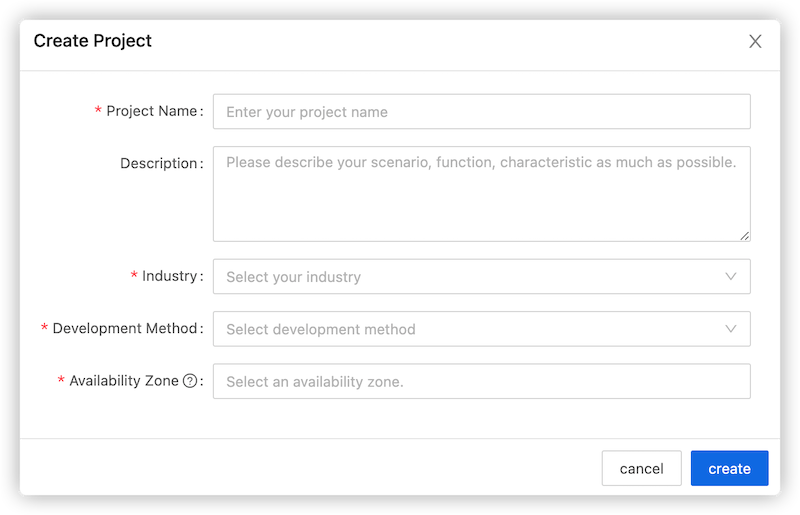 Create Project
* Project Name: Enter your project name
Description: Please describe your scenario, function, characteristic as much as possible.
* Industry: Select your industry
* Development Method: Select development method
* Availability Zone ?: Select an availability zone.
cancel create